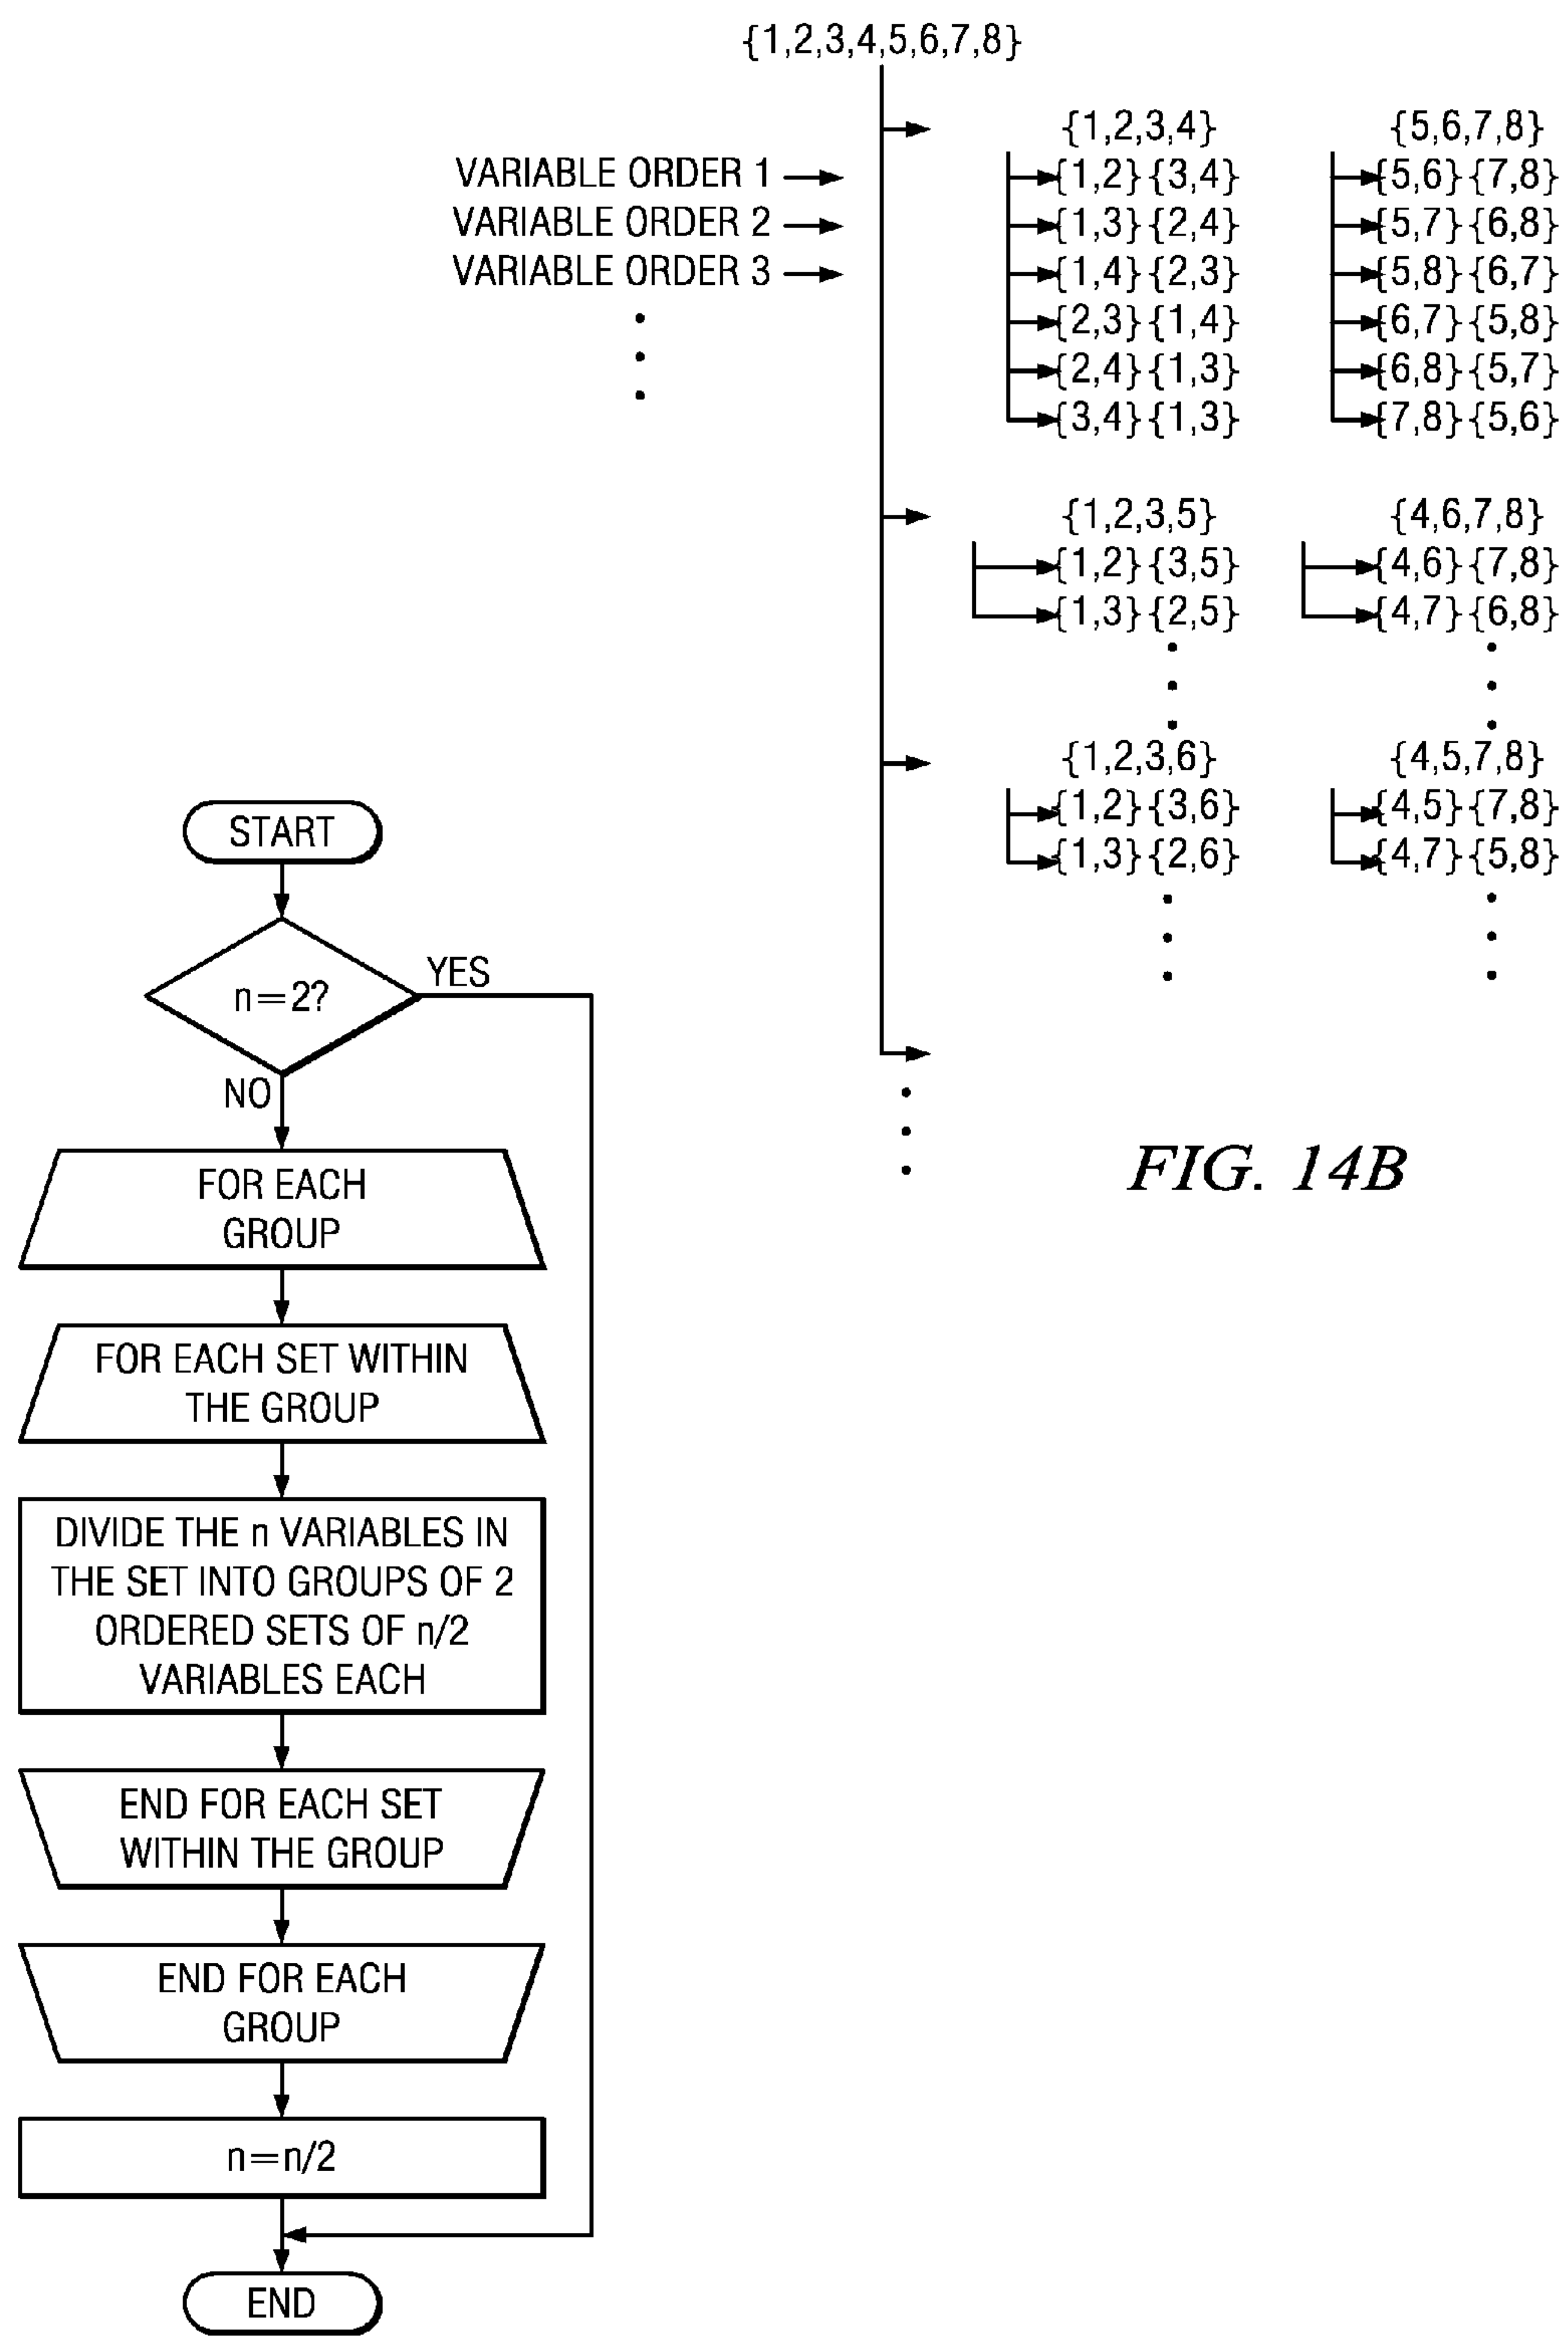 {1,2,3,4,5,6,7,8}
{1,2,3,4} {5,6,7,8}
VARIABLE ORDER 1 {1,2} {3,4} {5,6} {7,8}
VARIABLE ORDER 2 {1,3} {2,4} {5,7} {6,8}
VARIABLE ORDER 3 {1,4} {2,3} {5,8} {6,7}
{2,3} {1,4} {6,7} {5,8}
{2,4} {1,3} {6,8} {5,7}
{3,4} {1,3} {7,8} {5,6}
{1,2,3,5} {4,6,7,8}
{1,2} {3,5} {4,6} {7,8}
{1,3} {2,5} {4,7} {6,8}
{1,2,3,6} {4,5,7,8}
{1,2} {3,6} {4,5} {7,8}
{1,3} {2,6} {4,7} {5,8}
FIG. 14B
START
n=2?
YES
NO
FOR EACH
GROUP
FOR EACH SET WITHIN
THE GROUP
DIVIDE THE n VARIABLES IN
THE SET INTO GROUPS OF 2
ORDERED SETS OF n/2
VARIABLES EACH
END FOR EACH SET
WITHIN THE GROUP
END FOR EACH
GROUP
n=n/2
END